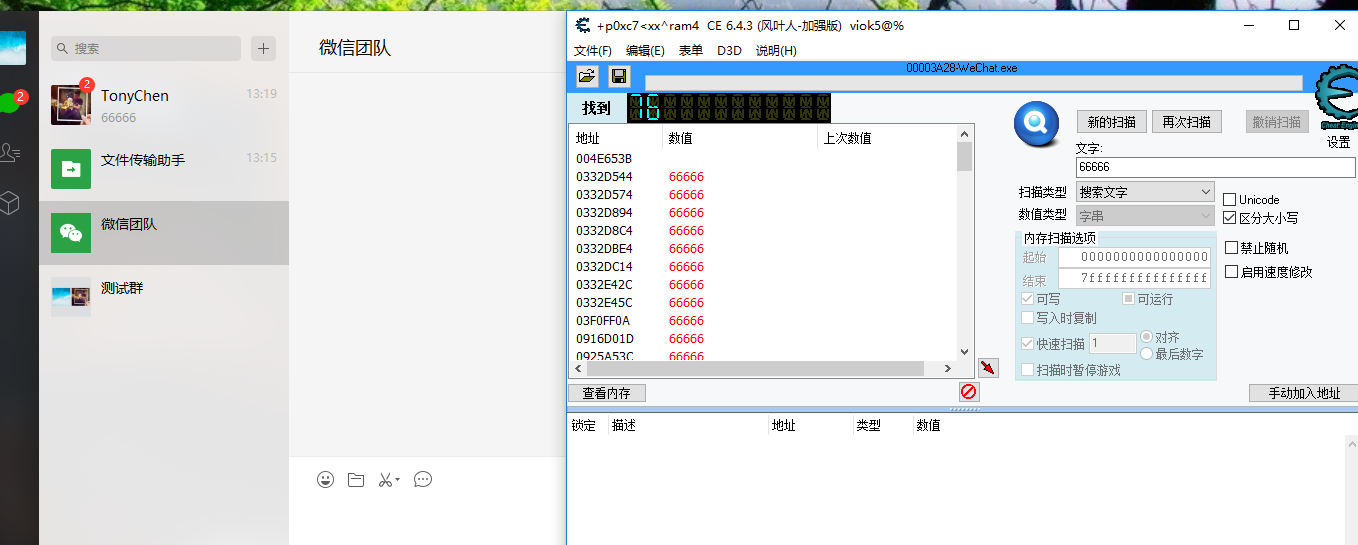 2
搜索
微信团队
2
TonyChen
13:19
66666
文件传输助手
13:15
微信团队
测试群
+p0xc7<xx^ram4 CE 6.4.3 (风叶人-加强版) viok5@%
文件(F) 编辑(E) 表单 D3D 说明(H)
00003A28-WeChat.exe
找到 76
地址 数值 上次数值
004E653B
0332D544 66666
0332D574 66666
0332D894 66666
0332D8C4 66666
0332DBE4 66666
0332DC14 66666
0332E42C 66666
0332E45C 66666
03F0FF0A 66666
0916D01D 66666
0925A53C 66666
新的扫描 再次扫描 撤销扫描
Cheat Engine
设置
文字:
66666
扫描类型 搜索文字
数值类型 字串
Unicode
区分大小写
禁止随机
启用速度修改
内存扫描选项
起始 0000000000000000
结束 7fffffffffffffff
可写 可运行
写入时复制
快速扫描 1 对齐
最后数字
扫描时暂停游戏
查看内存 手动加入地址
锁定 描述 地址 类型 数值